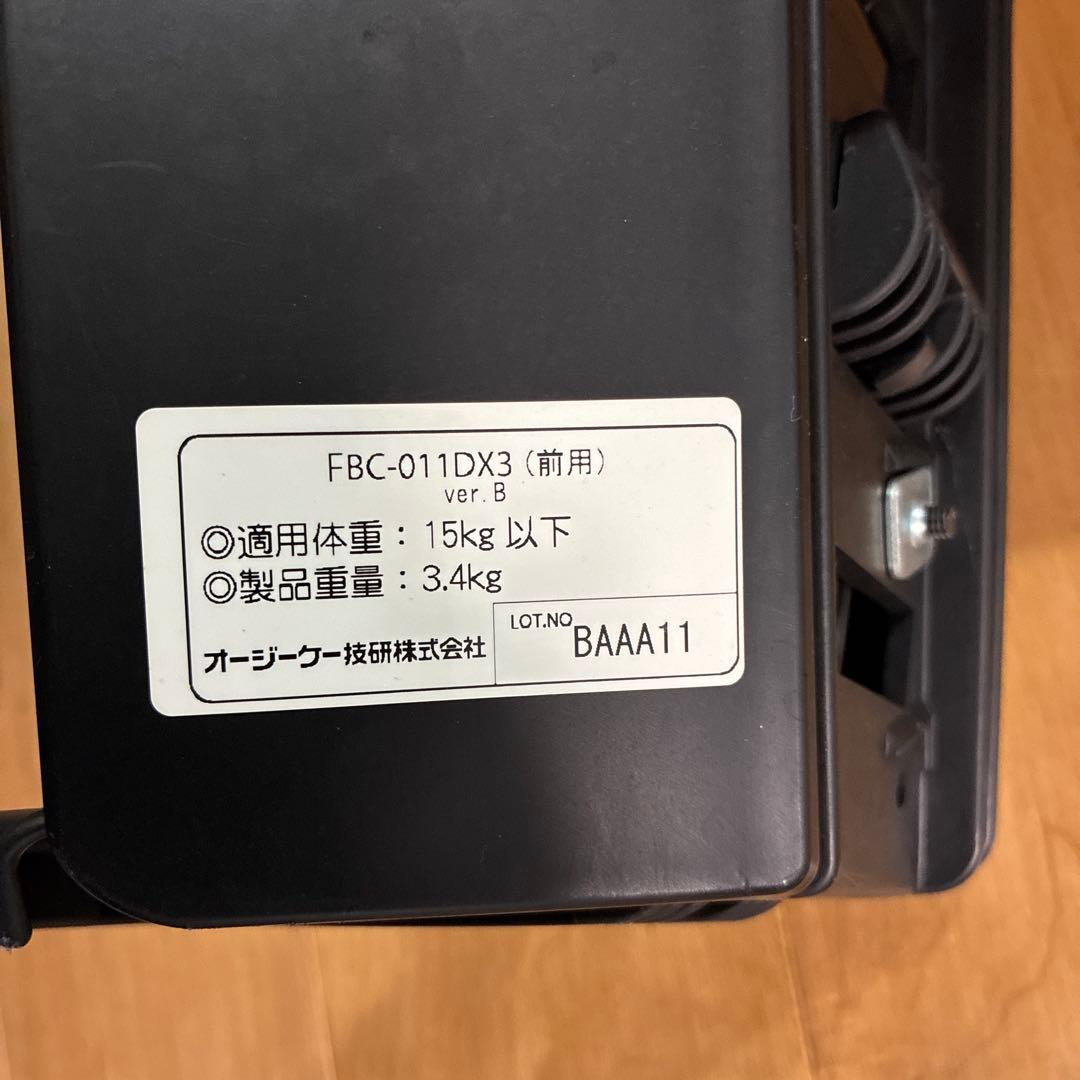 FBC-011DX3（前用）
ver.B
◎適用体重：15kg 以下
◎製品重量：3.4kg
オージーケー技研株式会社
LOT.NO BAAA11